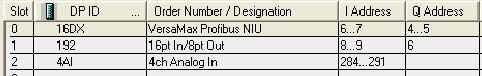 Slot DP ID ... Order Number / Designation I Address Q Address
0 16DX VersaMax Profibus NIU 6...7 4...5
1 192 16pt In/8pt Out 8...9 6
2 4AI 4ch Analog In 284...291